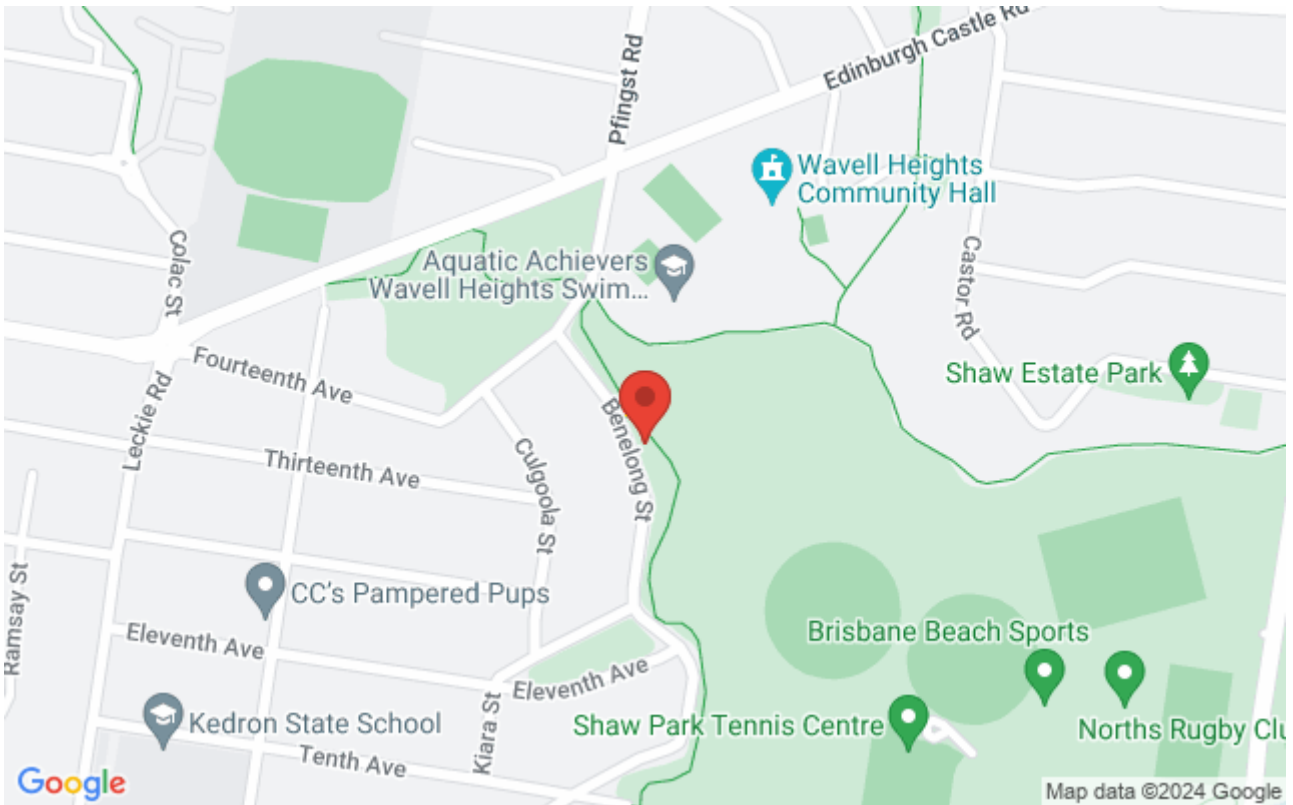 Edinburgh Castle Rd
Pfingst Rd
Wavell Heights
Community Hall
Colac St
Aquatic Achievers
Wavell Heights Swim...
Castor Rd
Fourteenth Ave
Shaw Estate Park
Leckie Rd
Benelong St
Thirteenth Ave
Culgoola St
Ramsay St
CC's Pampered Pups
Eleventh Ave
Brisbane Beach Sports
Eleventh Ave
Kiara St
Kedron State School
Shaw Park Tennis Centre
Norths Rugby Clu
Tenth Ave
Google
Map data ©2024 Google